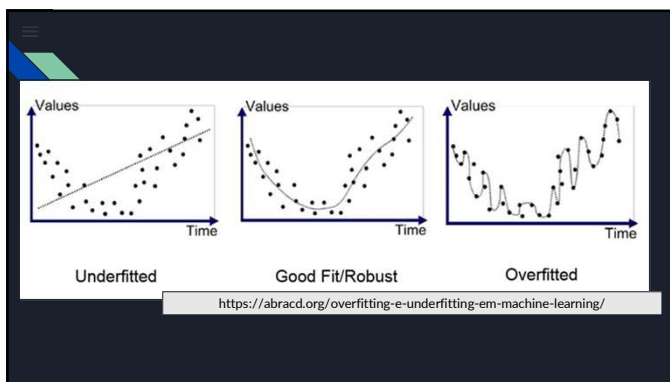 Values
Time
Underfitted
Values
Time
Good Fit/Robust
Values
Time
Overfitted
https://abracd.org/overfitting-e-underfitting-em-machine-learning/